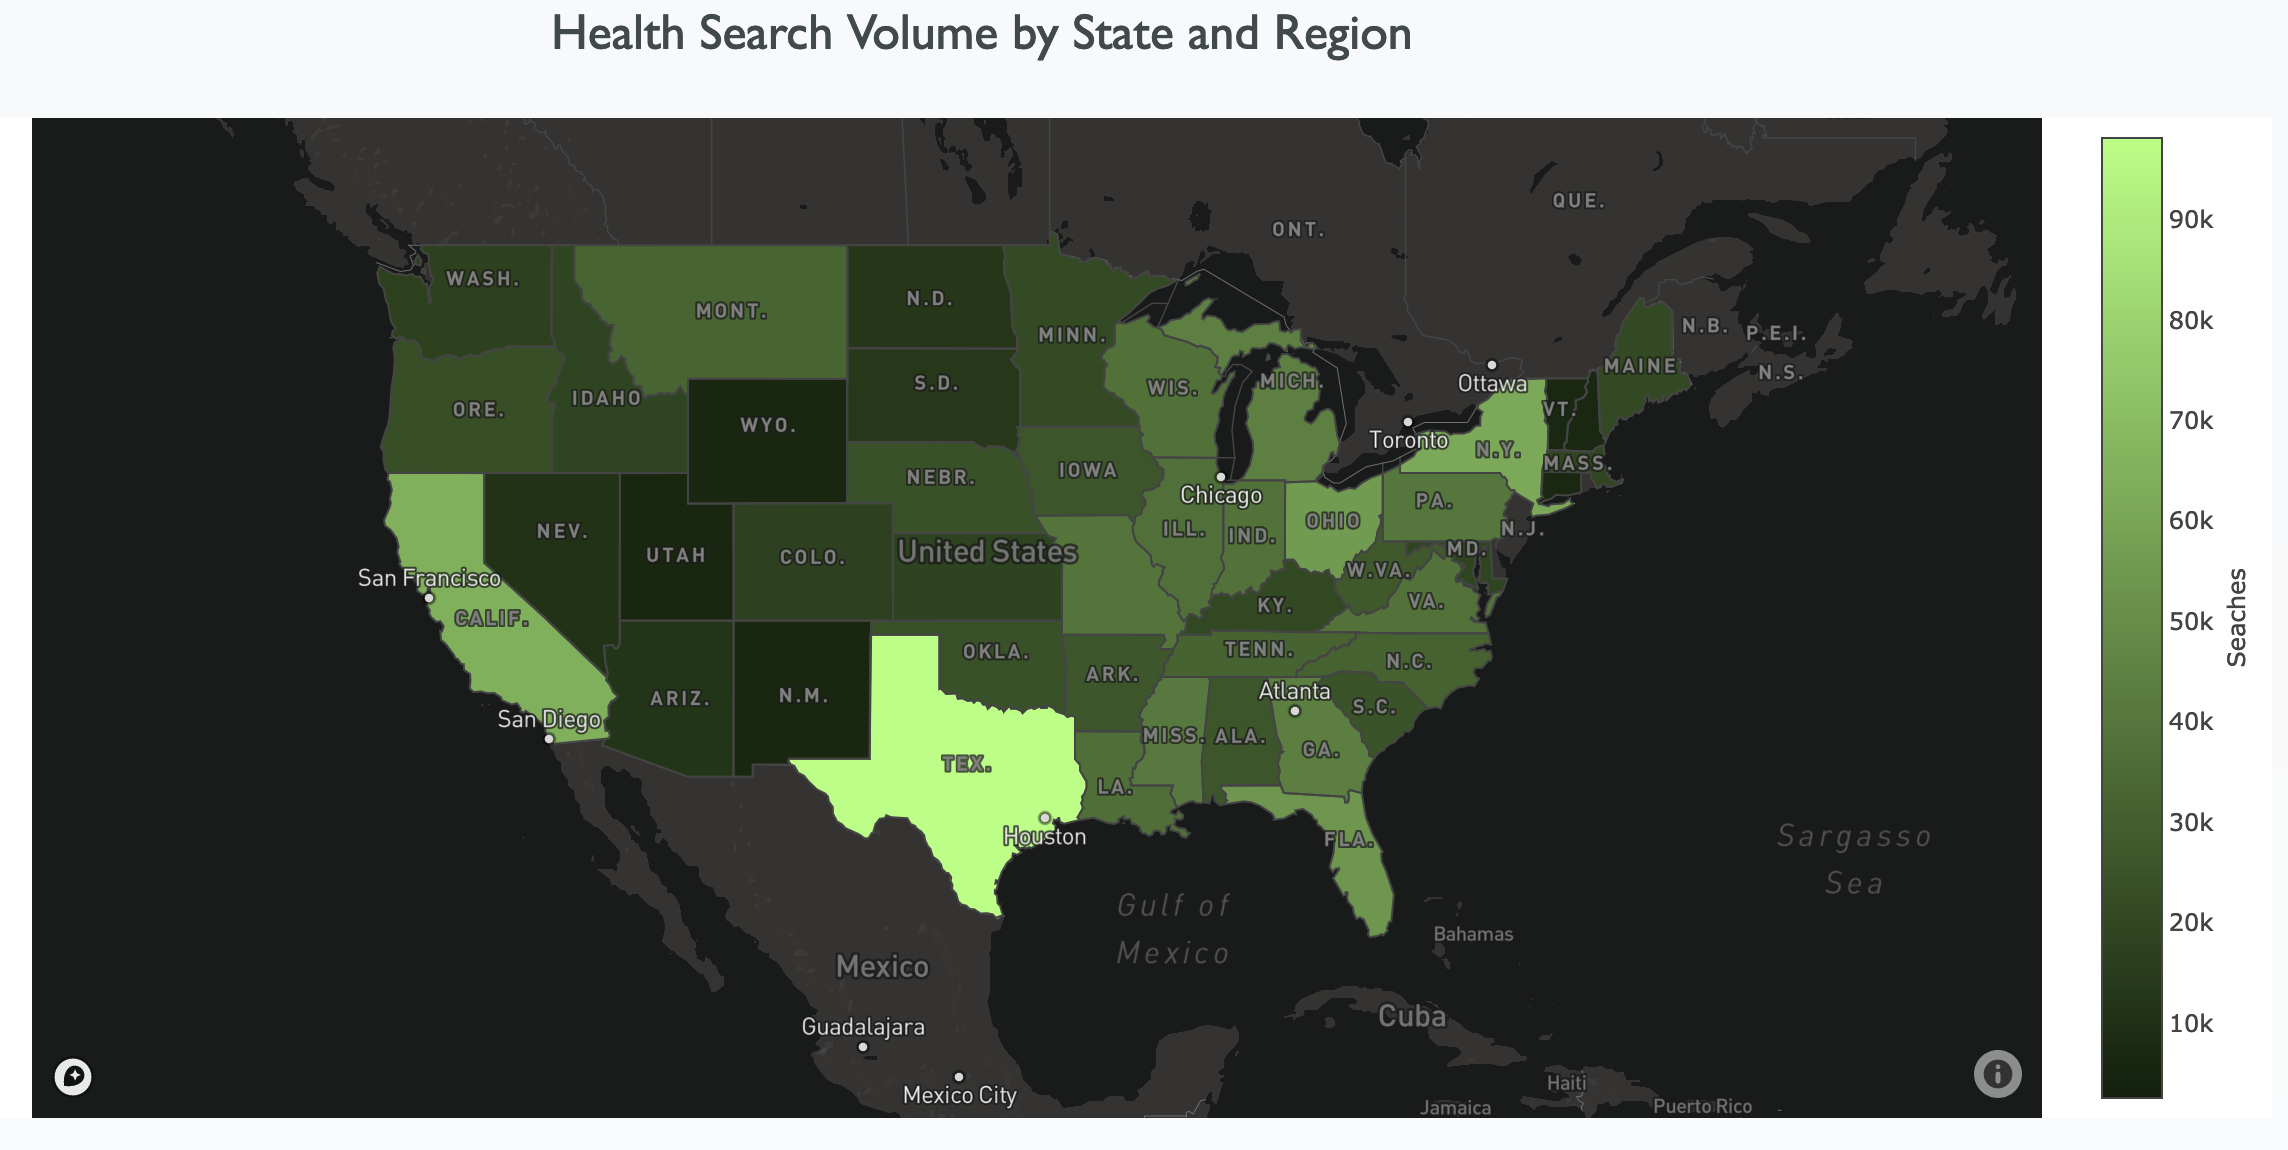 Health Search Volume by State and Region
QUE.
ONT.
WASH.
MONT.
N.D.
MINN.
N.B.
P.E.I.
MAINE
N.S.
Ottawa
S.D.
WIS.
MICH.
IDAHO
ORE.
VT.
WYO.
Toronto
N.Y.
MASS.
IOWA
NEBR.
Chicago
PA.
OHIO
N.J.
NEV.
ILL.
IND.
MD.
UTAH
COLO.
United States
W.VA.
San Francisco
VA.
KY.
CALIF.
TENN.
OKLA.
N.C.
ARK.
Atlanta
ARIZ.
N.M.
S.C.
San Diego
MISS.
ALA.
GA.
TEX.
LA.
Houston
FLA.
Sargasso
Sea
Gulf of
Mexico
Bahamas
Mexico
Cuba
Guadalajara
Haiti
Mexico City
Jamaica
Puerto Rico
90k
80k
70k
60k
50k
40k
30k
20k
10k
Seaches